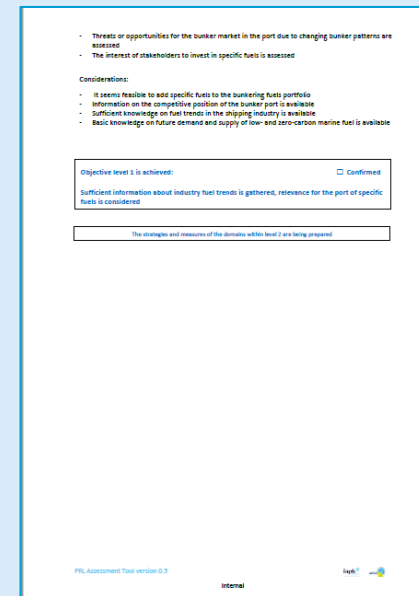 - Threats or opportunities for the bunker market in the port due to changing bunker patterns are
assessed
- The interest of stakeholders to invest in specific fuels is assessed
Considerations:
- It seems feasible to add specific fuels to the bunkering fuels portfolio
- Information on the competitive position of the bunker port is available
- Sufficient knowledge on fuel trends in the shipping industry is available
- Basic knowledge on future demand and supply of low- and zero-carbon marine fuel is available
Objective level 1 is achieved: ☐ Confirmed
Sufficient information about industry fuel trends is gathered, relevance for the port of specific
fuels is considered
The strategies and measures of the domains within level 2 are being prepared
PRL Assessment Tool version 0.3
iaph
Internal